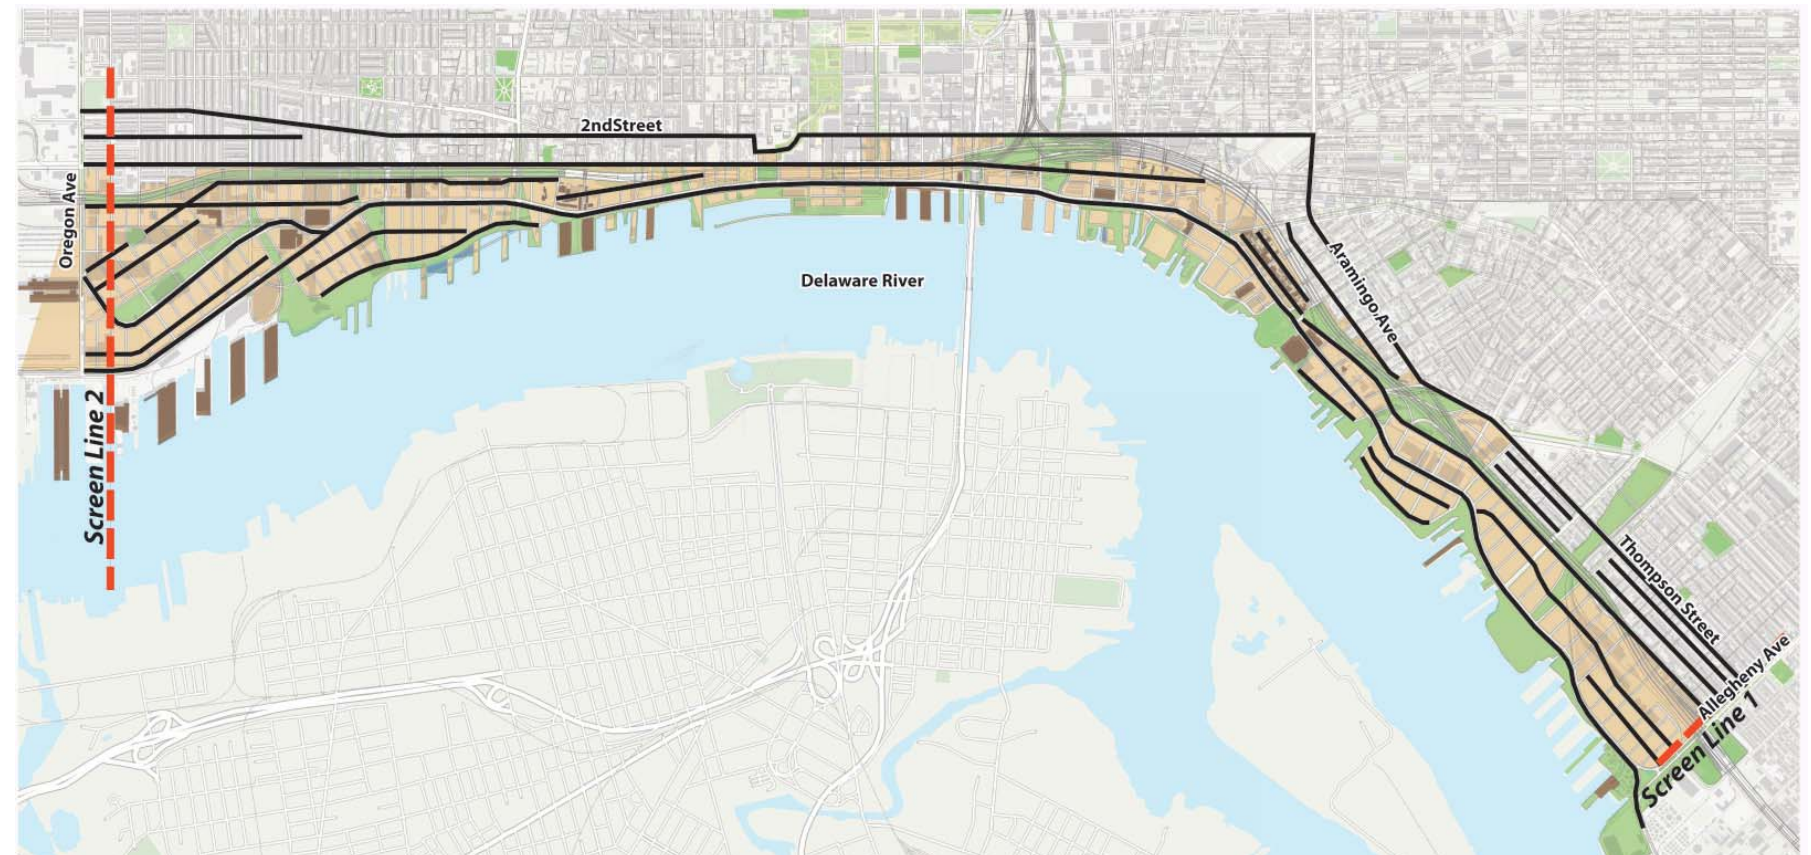 2ndStreet
Oregon Ave
Aramingo Ave
Delaware River
Screen Line 2
Thompson Street
Allegheny Ave
Screen Line 1